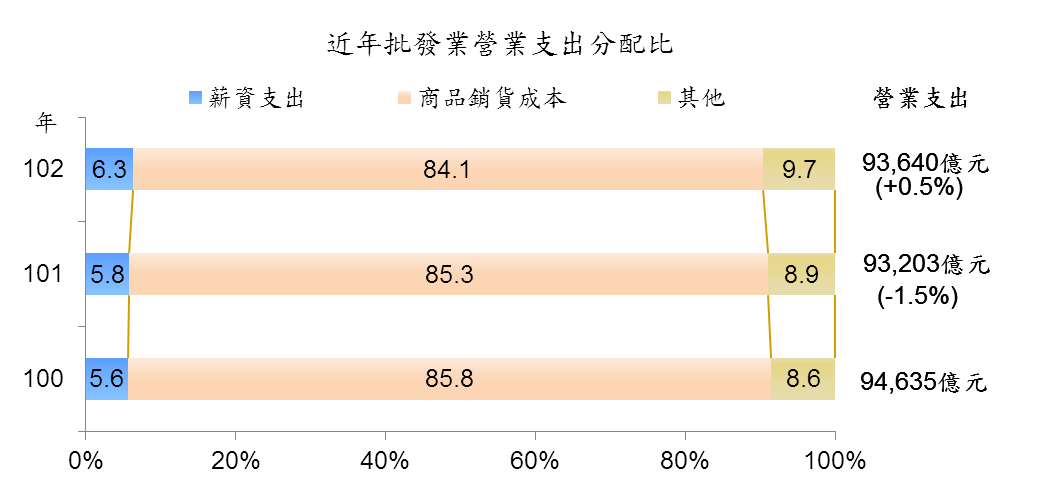 近年批發業營業支出分配比
薪資支出 商品銷貨成本 其他 營業支出
年
102 6.3 84.1 9.7 93,640億元
(+0.5%)
101 5.8 85.3 8.9 93,203億元
(-1.5%)
100 5.6 85.8 8.6 94,635億元
0% 20% 40% 60% 80% 100%